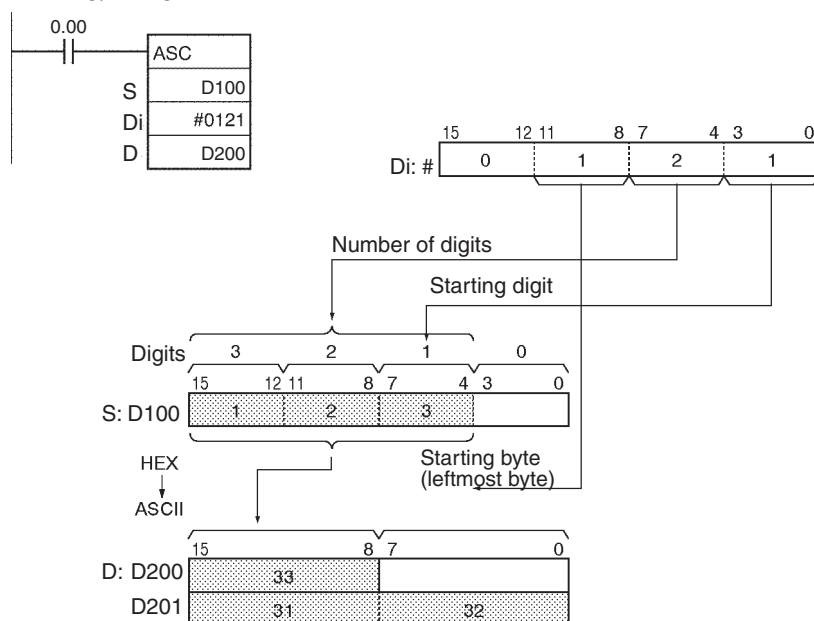 0.00
ASC
S D100
Di #0121
D D200
15 12 11 8 7 4 3 0
Di: # 0 1 2 1
Number of digits
Starting digit
Digits 3 2 1 0
15 12 11 8 7 4 3 0
S: D100 1 2 3
Starting byte
(leftmost byte)
HEX
ASCII
15 8 7 0
D: D200 33
D201 31 32